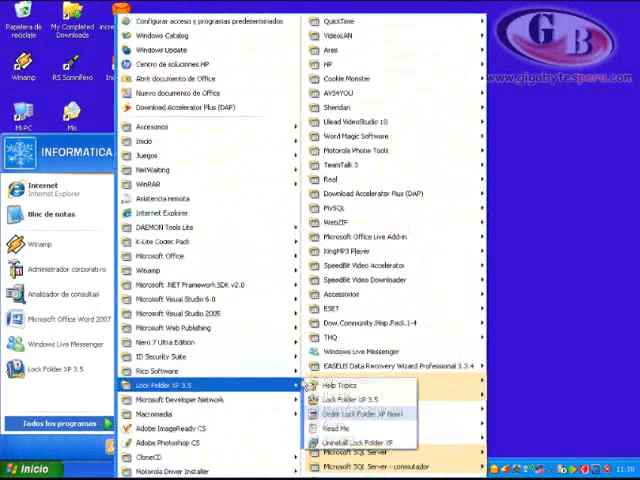 Papelera de reciclaje
My Completed Downloads
Winamp
RS Somnífero
Mi PC
Mis
INFORMATICA
Internet
Internet Explorer
Bloc de notas
Winamp
Administrador corporativo
Analizador de consultas
Microsoft Office Word 2007
Windows Live Messenger
Lock Folder XP 3.5
Todos los programas
Inicio
Configurar acceso y programas predeterminados
Windows Catalog
Windows Update
Centro de soluciones HP
Abrir documento de Office
Nuevo documento de Office
Download Accelerator Plus (DAP)
Accesorios
Inicio
Juegos
NetWaiting
WinRAR
Asistencia remota
Internet Explorer
DAEMON Tools Lite
K-Lite Codec Pack
Microsoft Office
Winamp
Microsoft .NET Framework SDK v2.0
Microsoft Visual Studio 6.0
Microsoft Visual Studio 2005
Microsoft Web Publishing
Nero 7 Ultra Edition
ID Security Suite
Rico Software
Lock Folder XP 3.5
Microsoft Developer Network
Macromedia
Adobe ImageReady CS
Adobe Photoshop CS
CloneCD
Motorola Driver Installer
QuickTime
VideoLAN
Ares
HP
Cookie Monster
AVS4YOU
Sheridan
Ulead VideoStudio 10
Word Magic Software
Motorola Phone Tools
TeamTalk 3
Real
Download Accelerator Plus (DAP)
MySQL
WebZIP
Microsoft Office Live Add-in
XingMP3 Player
SpeedBit Video Accelerator
SpeedBit Video Downloader
Accessorios
ESET
Dow.Community.Map.Pack.1-4
THQ
Windows Live Messenger
EASEUS Data Recovery Wizard Professional 3.3.4
Help Topics
Lock Folder XP 3.5
Order Lock Folder XP Now!
Read Me
Uninstall Lock Folder XP
Microsoft SQL Server
Microsoft SQL Server - conmutador
GB
www.gigabytesperu.com
11:10